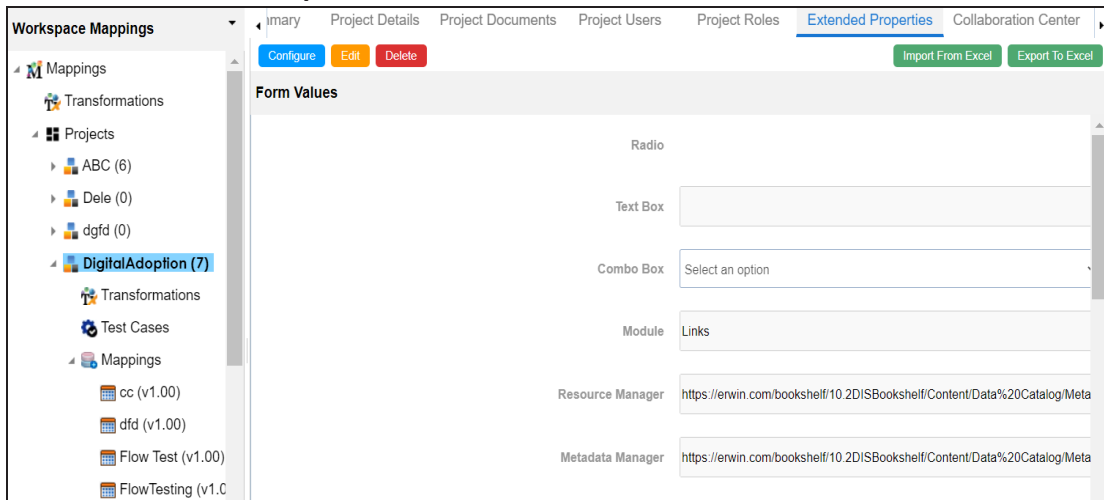 Workspace Mappings
Mappings
Transformations
Projects
ABC (6)
Dele (0)
dgfd (0)
DigitalAdoption (7)
Transformations
Test Cases
Mappings
cc (v1.00)
dfd (v1.00)
Flow Test (v1.00)
FlowTesting (v1.0
Project Details Project Documents Project Users Project Roles Extended Properties Collaboration Center
Configure Edit Delete Import From Excel Export To Excel
Form Values
Radio
Text Box
Combo Box Select an option
Module Links
Resource Manager https://erwin.com/bookshelf/10.2DISBookshelf/Content/Data%20Catalog/Meta
Metadata Manager https://erwin.com/bookshelf/10.2DISBookshelf/Content/Data%20Catalog/Meta